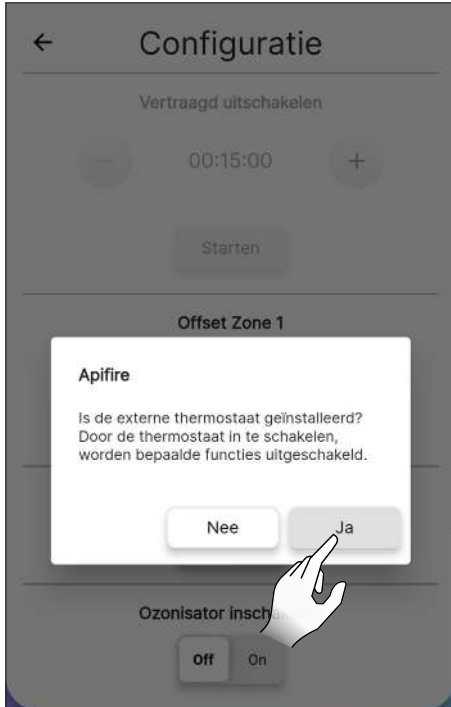 Configuratie
Vertraagd uitschakelen
00:15:00
Starten
Offset Zone 1
Apifire
Is de externe thermostaat geïnstalleerd?
Door de thermostaat in te schakelen,
worden bepaalde functies uitgeschakeld.
Nee Ja
Ozonisator
Off On